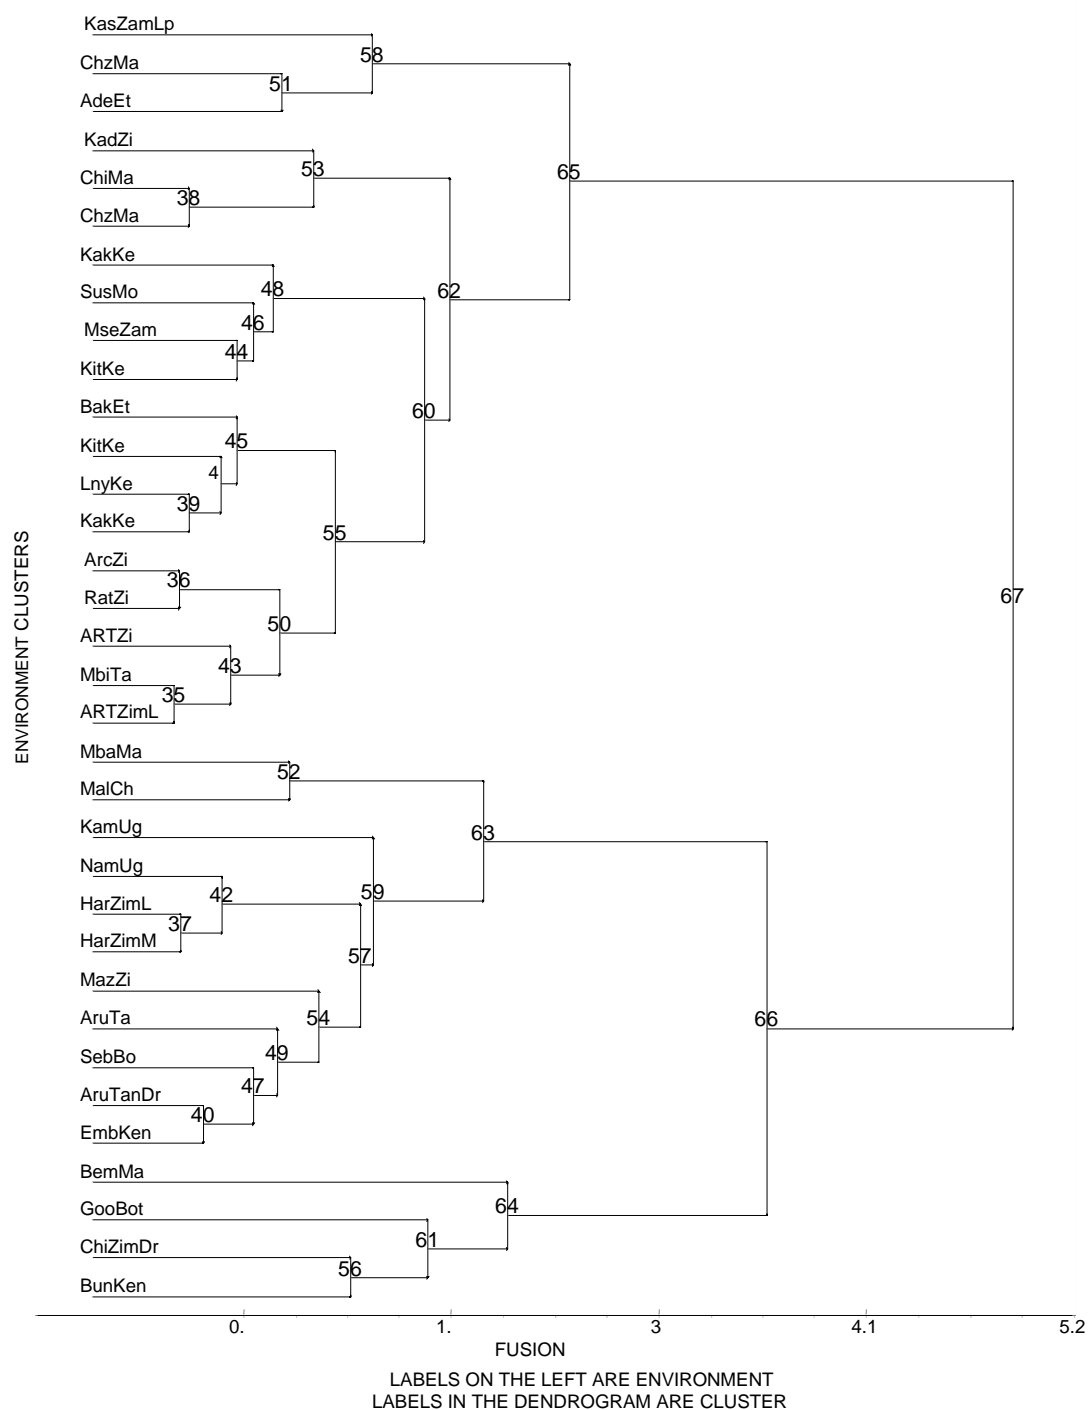 KasZamLp
58
ChzMa
51
AdeEt
KadZi
53
65
ChiMa
38
ChzMa
KakKe
48
62
SusMo
46
MseZam
44
KitKe
BakEt
60
45
KitKe
4
LnyKe
39
KakKe
55
ArcZi
36
RatZi
67
50
ARTZi
43
MbiTa
35
ARTZimL
ENVIRONMENT CLUSTERS
MbaMa
52
MalCh
KamUg
63
NamUg
42
59
HarZimL
37
HarZimM
57
MazZi
AruTa
54
66
SebBo
49
47
AruTanDr
40
EmbKen
BemMa
GooBot
64
ChiZimDr
61
56
BunKen
0. 1. 3 4.1 5.2
FUSION
LABELS ON THE LEFT ARE ENVIRONMENT
LABELS IN THE DENDROGRAM ARE CLUSTER